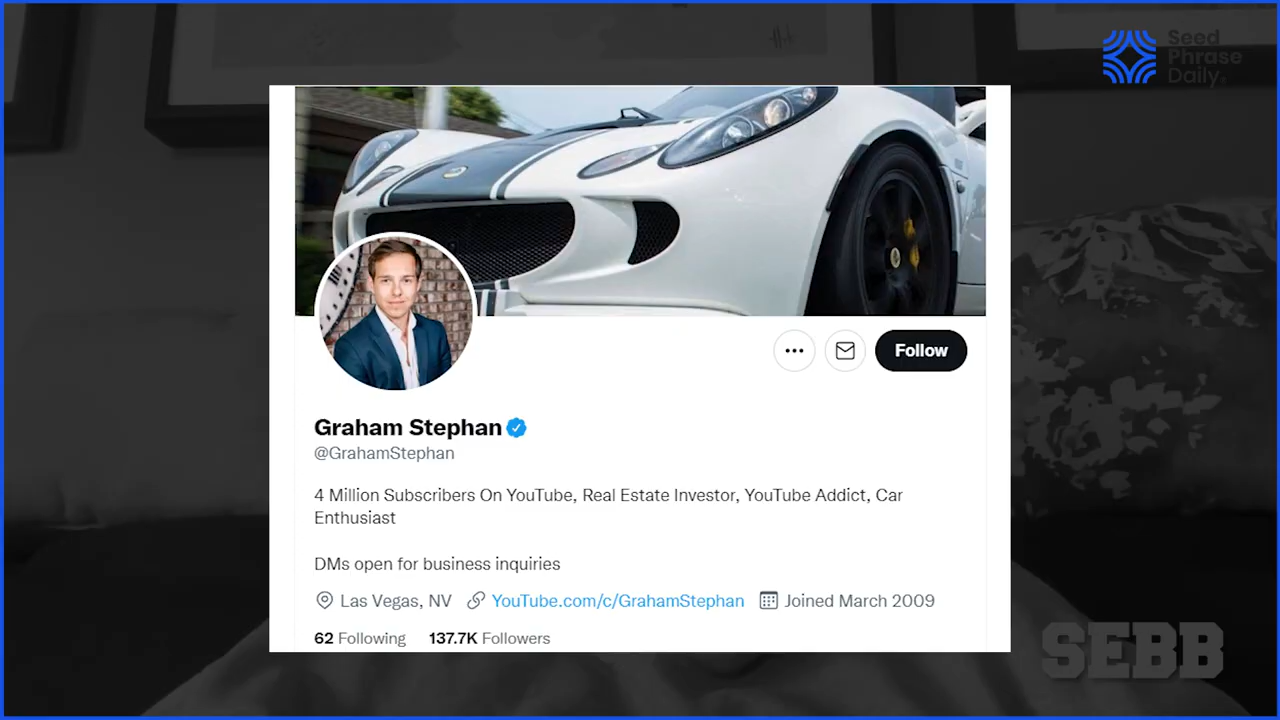 Seed
Phrase
Daily
Follow
Graham Stephan
@GrahamStephan
4 Million Subscribers On YouTube, Real Estate Investor, YouTube Addict, Car
Enthusiast
DMs open for business inquiries
Las Vegas, NV YouTube.com/c/GrahamStephan Joined March 2009
62 Following 137.7K Followers
SEBB